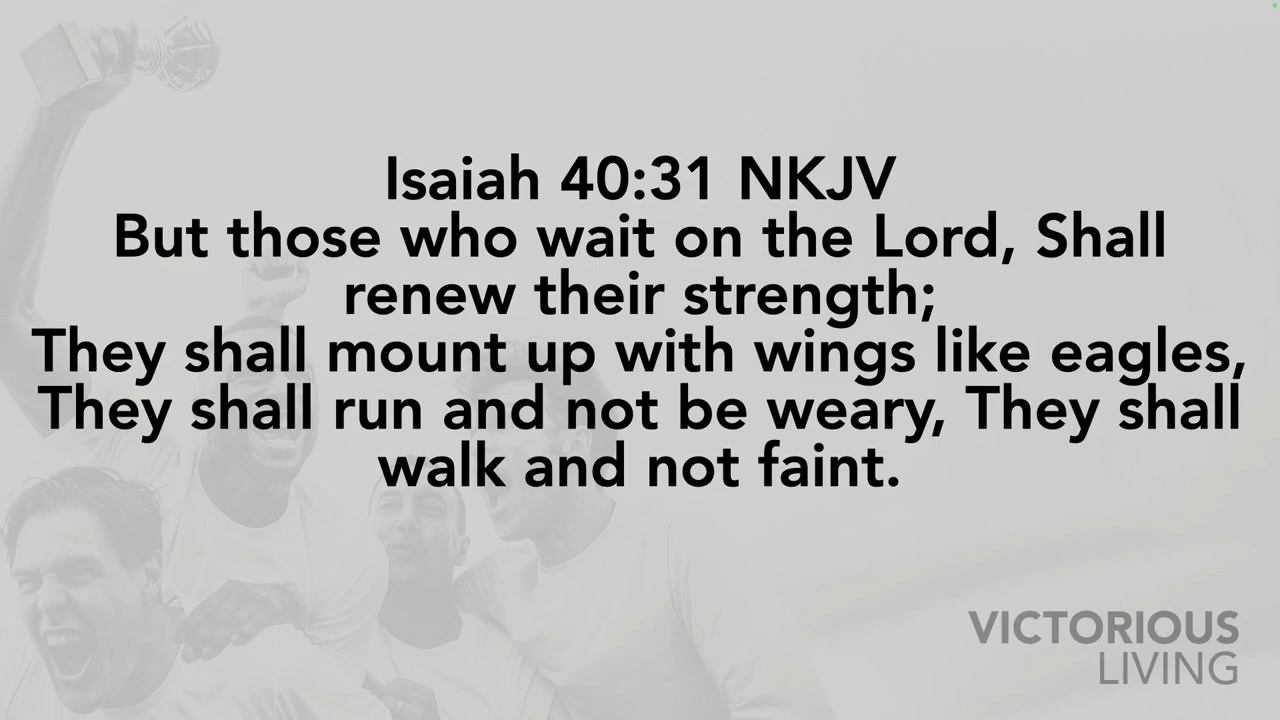 Isaiah 40:31 NKJV
But those who wait on the Lord, Shall
renew their strength;
They shall mount up with wings like eagles,
They shall run and not be weary, They shall
walk and not faint.
VICTORIOUS
LIVING